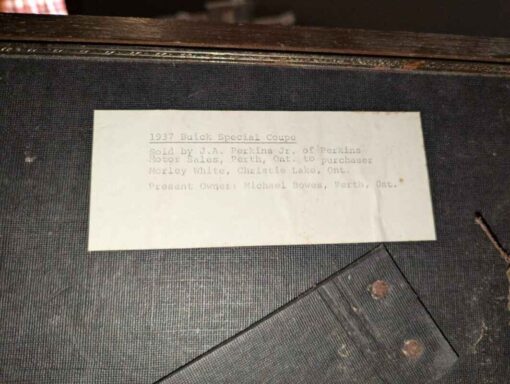 1937 Buick Special Coupe
Sold by J.A. Perkins Jr. of Perkins
Motor Sales, Perth, Ont. to purchaser
Morley White, Christie Lake, Ont.
Present Owner: Michael Bowes, Perth, Ont.